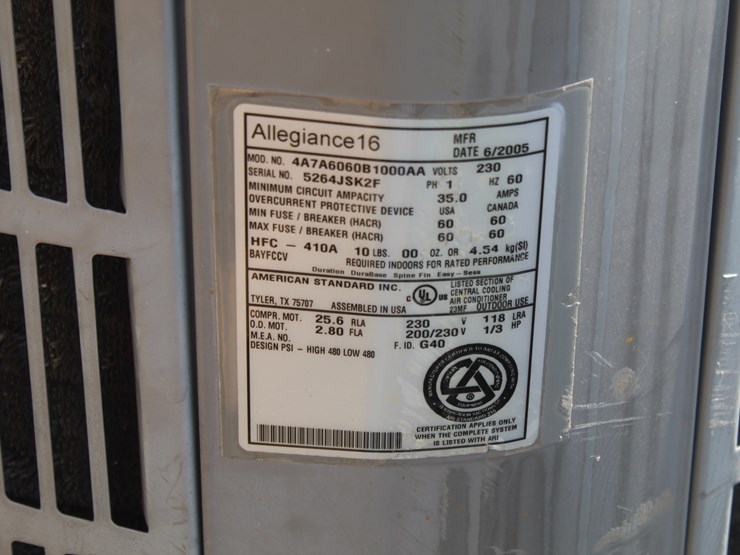 Allegiance16
MFR
DATE 6/2005
MOD. NO. 4A7A6060B1000AA VOLTS 230
SERIAL NO. 5264JSK2F PH 1 HZ 60
MINIMUM CIRCUIT AMPACITY 35.0 AMPS
OVERCURRENT PROTECTIVE DEVICE USA CANADA
MIN FUSE / BREAKER (HACR) 60 60
MAX FUSE / BREAKER (HACR) 60 60
HFC - 410A 10 LBS. 00 OZ. OR 4.54 kg(SI)
BAYFCCV REQUIRED INDOORS FOR RATED PERFORMANCE
Duration DuraBase Spine Fin Easy-Sess
AMERICAN STANDARD INC.
TYLER, TX 75707 ASSEMBLED IN USA
C UL US
LISTED SECTION OF
CENTRAL COOLING
AIR CONDITIONER
23MF OUTDOOR USE
COMPR. MOT. 25.6 RLA 230 V 118 LRA
O.D. MOT. 2.80 FLA 200/230 V 1/3 HP
M.E.A. NO. F. ID. G40
DESIGN PSI - HIGH 480 LOW 480
CERTIFICATION APPLIES ONLY
WHEN THE COMPLETE SYSTEM
IS LISTED WITH ARI